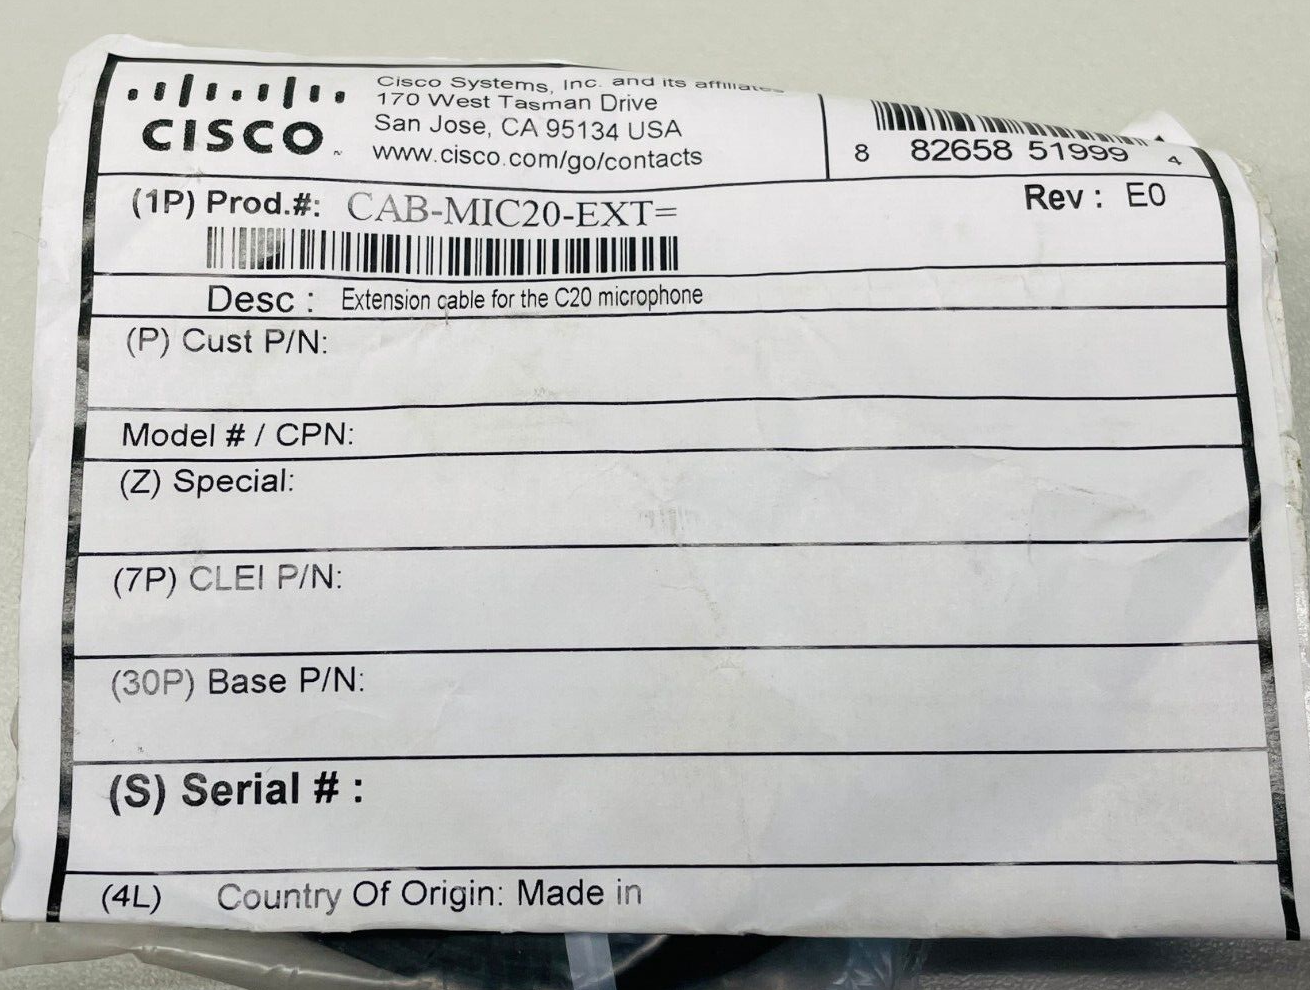 CISCO
Cisco Systems, Inc. and its affiliates
170 West Tasman Drive
San Jose, CA 95134 USA
www.cisco.com/go/contacts
8 82658 51999 4
(1P) Prod.#: CAB-MIC20-EXT=
Rev : E0
Desc : Extension cable for the C20 microphone
(P) Cust P/N:
Model # / CPN:
(Z) Special:
(7P) CLEI P/N:
(30P) Base P/N:
(S) Serial # :
(4L) Country Of Origin: Made in